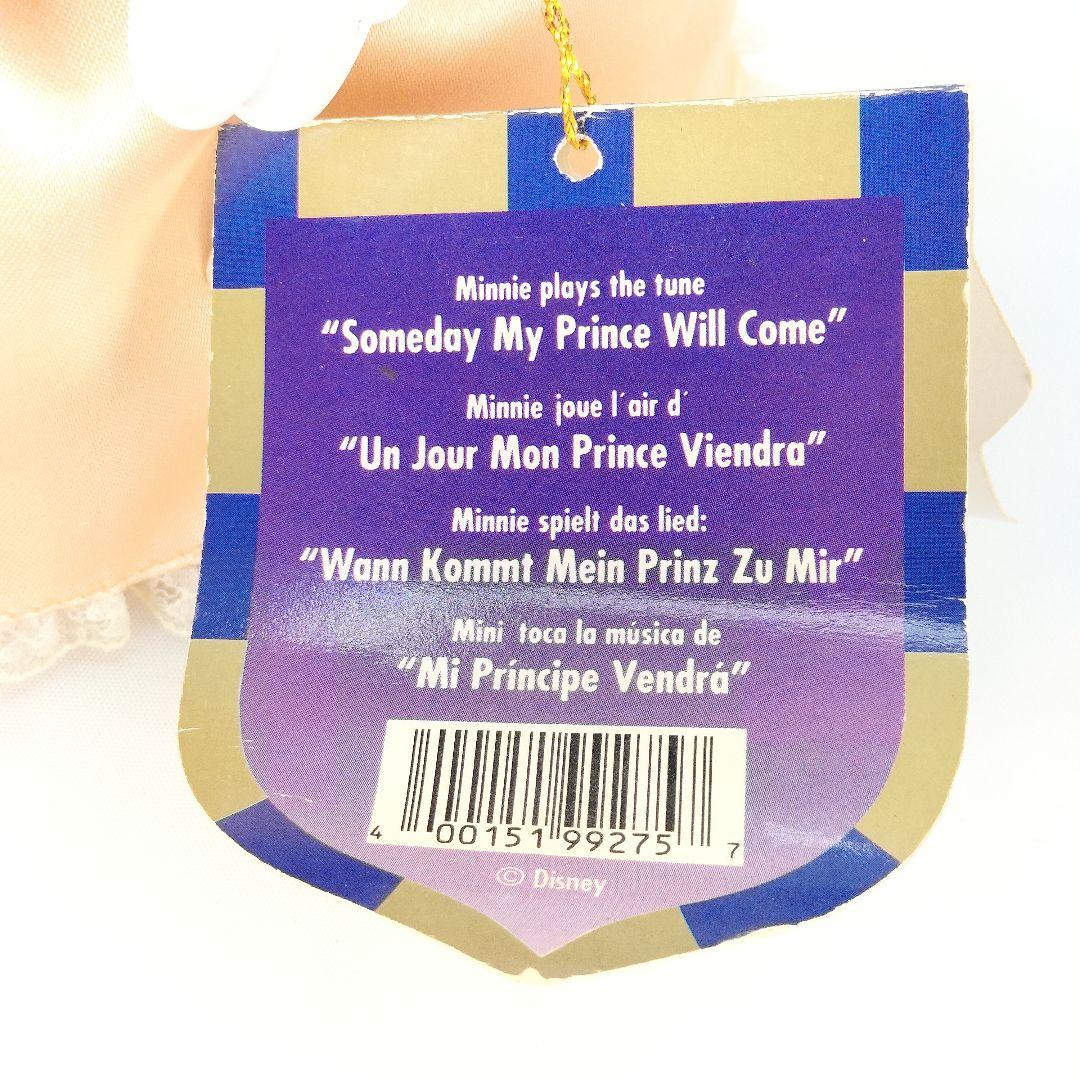 Minnie plays the tune
“Someday My Prince Will Come”
Minnie joue l´air d´
“Un Jour Mon Prince Viendra”
Minnie spielt das lied:
“Wann Kommt Mein Prinz Zu Mir”
Mini toca la música de
“Mi Príncipe Vendrá”
4 00151 99275 7
© Disney